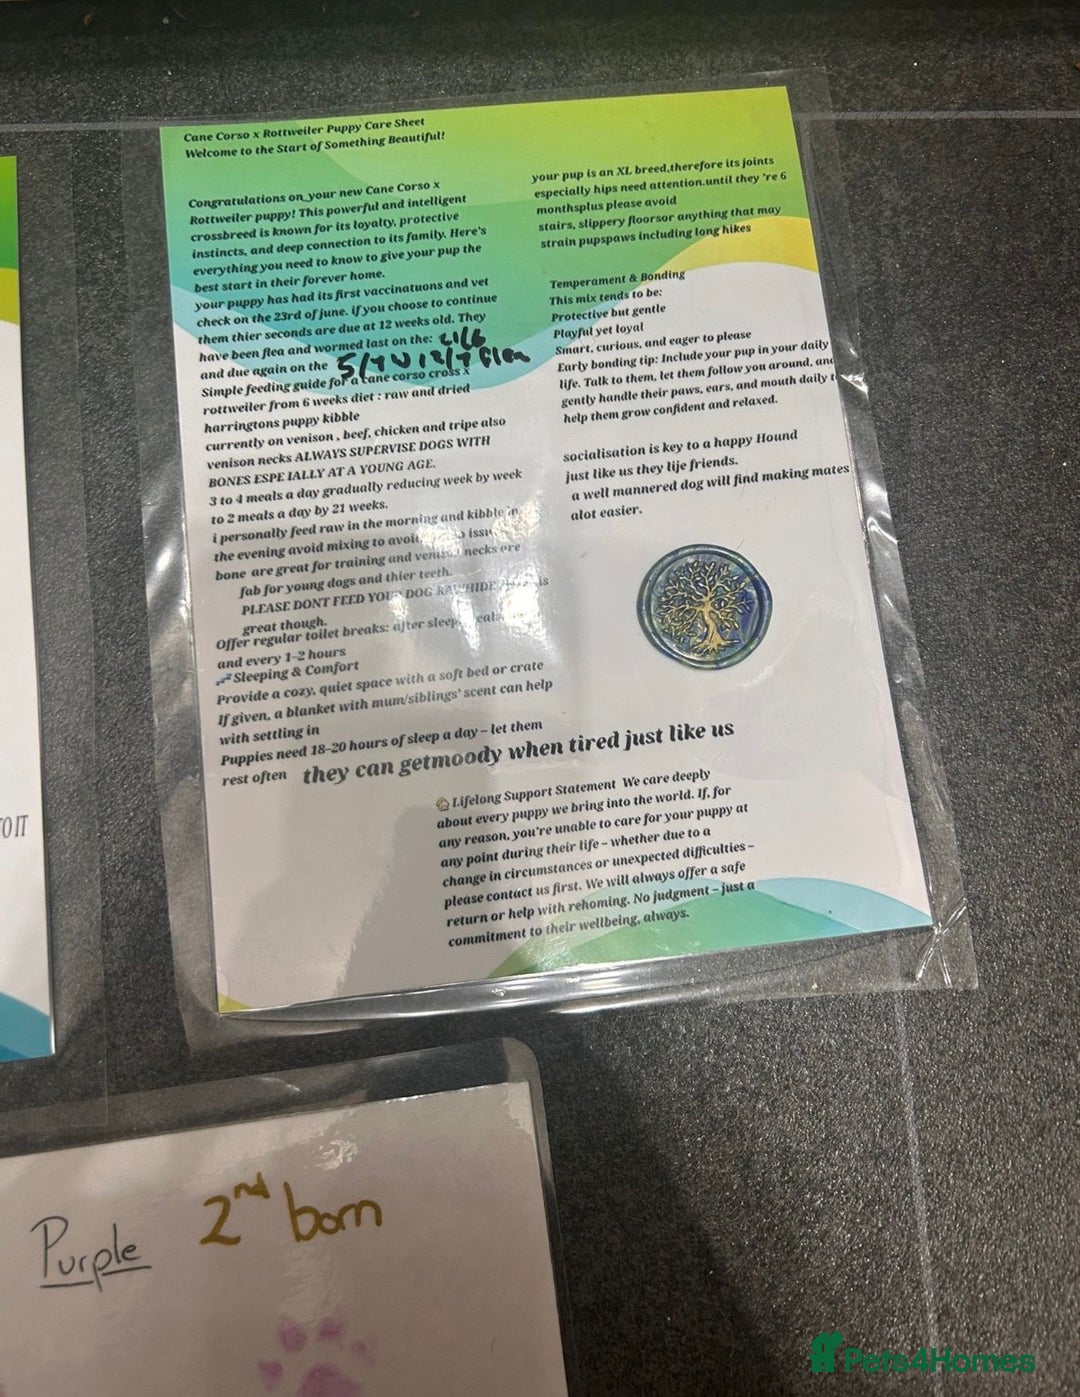 Cane Corso x Rottweiler Puppy Care Sheet
Welcome to the Start of Something Beautiful!
Congratulations on your new Cane Corso x
Rottweiler puppy! This powerful and intelligent
crossbreed is known for its loyalty, protective
instincts, and deep connection to its family. Here's
everything you need to know to give your pup the
best start in their forever home.
your puppy has had its first vaccinatuons and vet
check on the 23rd of june. if you choose to continue
them thier seconds are due at 12 weeks old. They
have been flea and wormed last on the: 21/6
and due again on the 5/7 W 12/7 flea
Simple feeding guide for a cane corso cross x
rottweiler from 6 weeks diet : raw and dried
harringtons puppy kibble
currently on venison , beef, chicken and tripe also
venison necks ALWAYS SUPERVISE DOGS WITH
BONES ESPE IALLY AT A YOUNG AGE.
3 to 4 meals a day gradually reducing week by week
to 2 meals a day by 21 weeks.
i personally feed raw in the morning and kibble in
the evening avoid mixing to avoid
bone are great for training and venison necks are
fab for young dogs and thier teeth.
PLEASE DONT FEED YOUR DOG RAWHIDE is
great though.
Offer regular toilet breaks: after sleep,
and every 1-2 hours
💤Sleeping & Comfort
Provide a cozy, quiet space with a soft bed or crate
If given, a blanket with mum/siblings' scent can help
with settling in
Puppies need 18-20 hours of sleep a day – let them
rest often they can getmoody when tired just like us
your pup is an XL breed,therefore its joints
especially hips need attention.until they 're 6
monthsplus please avoid
stairs, slippery floorsor anything that may
strain pupspaws including long hikes
Temperament & Bonding
This mix tends to be:
Protective but gentle
Playful yet loyal
Smart, curious, and eager to please
Early bonding tip: Include your pup in your daily
life. Talk to them, let them follow you around, and
gently handle their paws, ears, and mouth daily t
help them grow confident and relaxed.
socialisation is key to a happy Hound
just like us they lije friends.
a well mannered dog will find making mates
alot easier.
🏠Lifelong Support Statement We care deeply
about every puppy we bring into the world. If, for
any reason, you're unable to care for your puppy at
any point during their life – whether due to a
change in circumstances or unexpected difficulties –
please contact us first. We will always offer a safe
return or help with rehoming. No judgment – just a
commitment to their wellbeing, always.
TO IT
Purple 2nd born
Pets4Homes